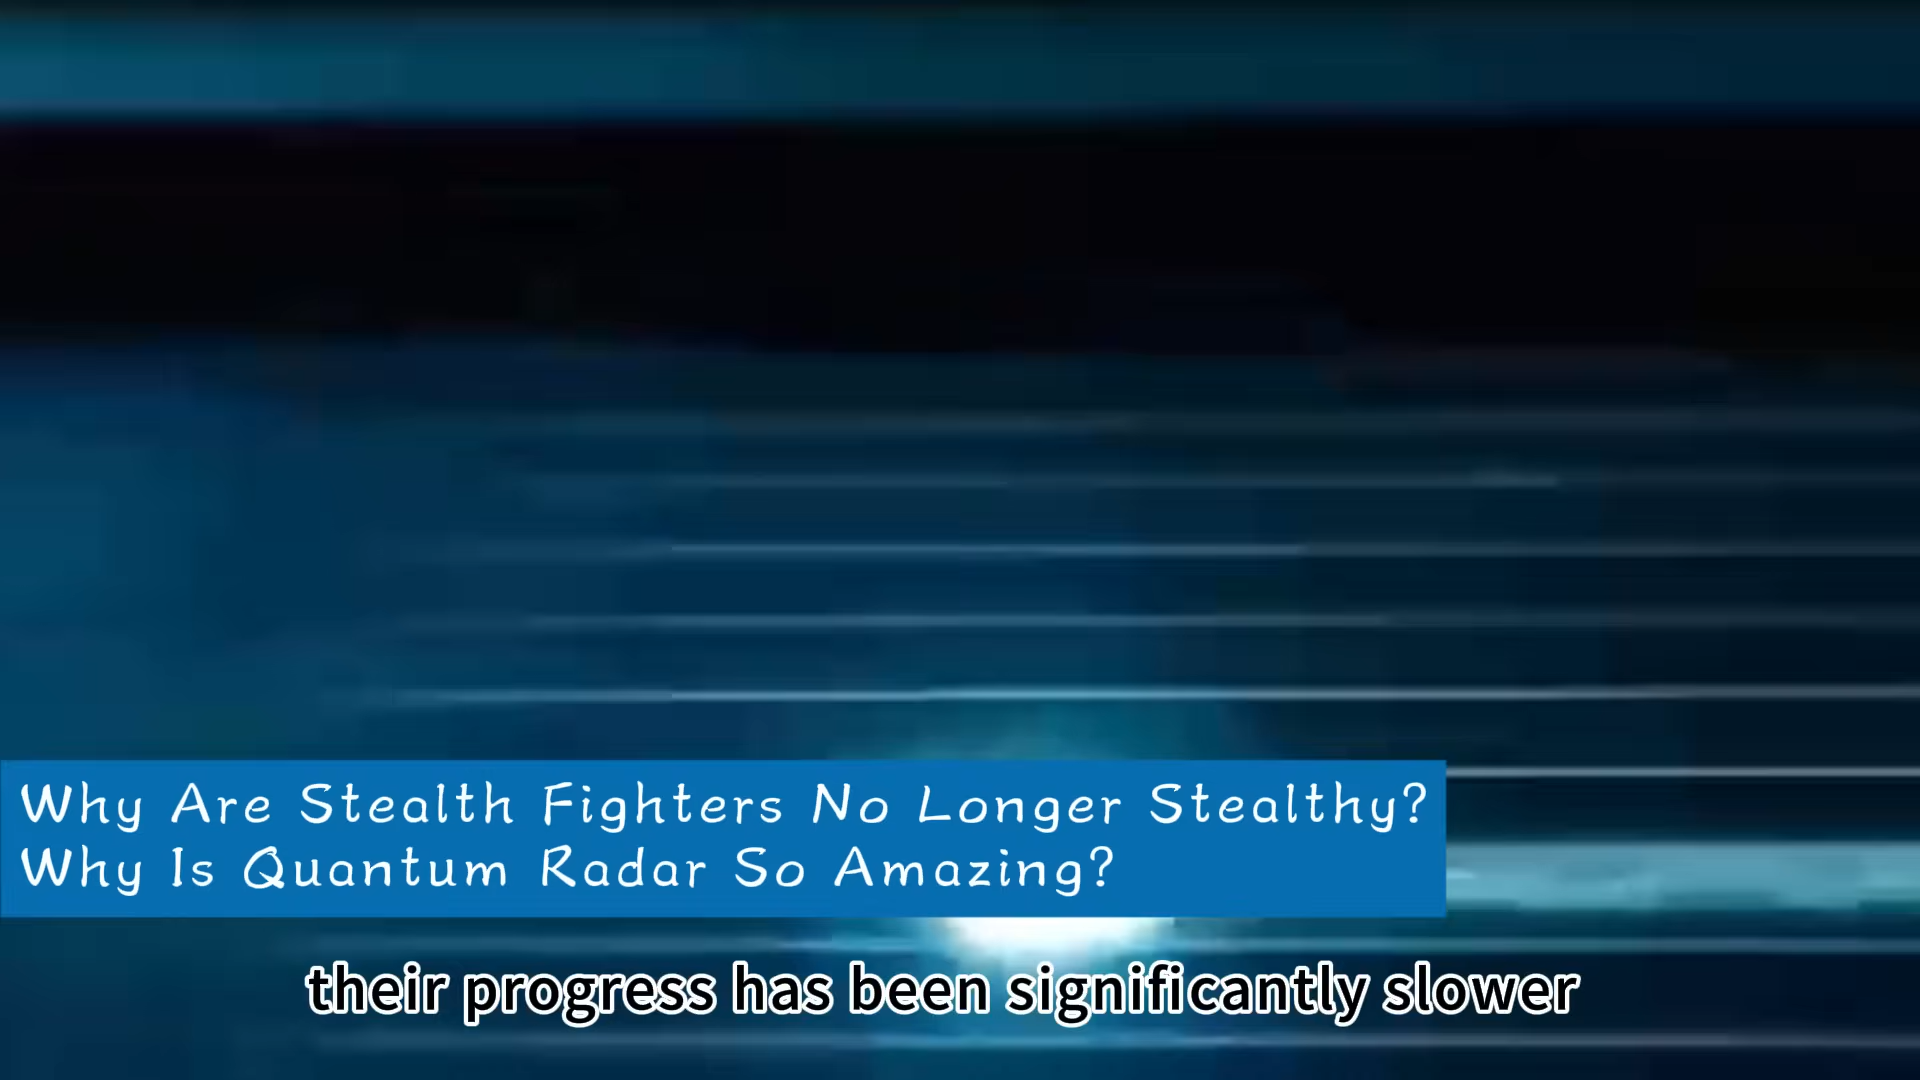 Why Are Stealth Fighters No Longer Stealthy?
Why Is Quantum Radar So Amazing?
their progress has been significantly slower